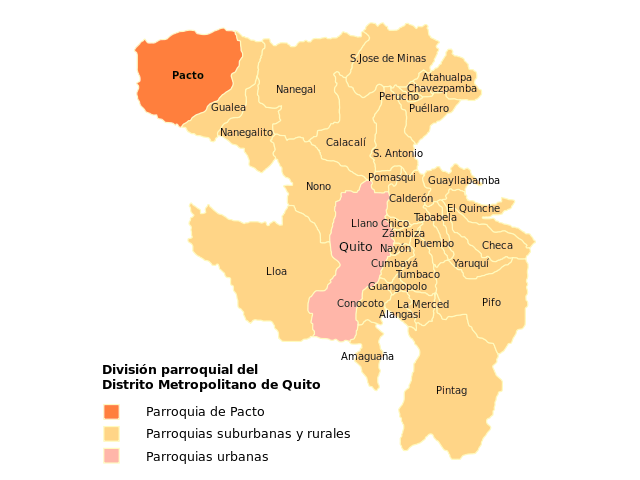 S.Jose de Minas
Pacto
Atahualpa
Nanegal
Chavezpamba
Perucho
Gualea
Puéllaro
Nanegalito
Calacalí
S. Antonio
Pomasqui
Guayllabamba
Nono
Calderón
El Quinche
Tababela
Llano Chico
Zámbiza
Quito
Puembo
Checa
Nayón
Cumbayá
Yaruquí
Lloa
Tumbaco
Guangopolo
Conocoto
La Merced
Pifo
Alangasi
Amaguaña
Pintag
División parroquial del
Distrito Metropolitano de Quito
Parroquia de Pacto
Parroquias suburbanas y rurales
Parroquias urbanas